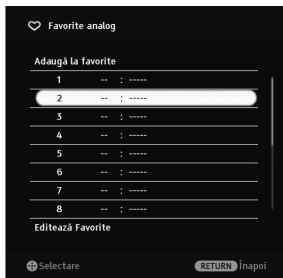 Favorite analog
Adaugă la favorite
1 -- : -----
2 -- : -----
3 -- : -----
4 -- : -----
5 -- : -----
6 -- : -----
7 -- : -----
8 -- : -----
Editează Favorite
Selectare RETURN Înapoi